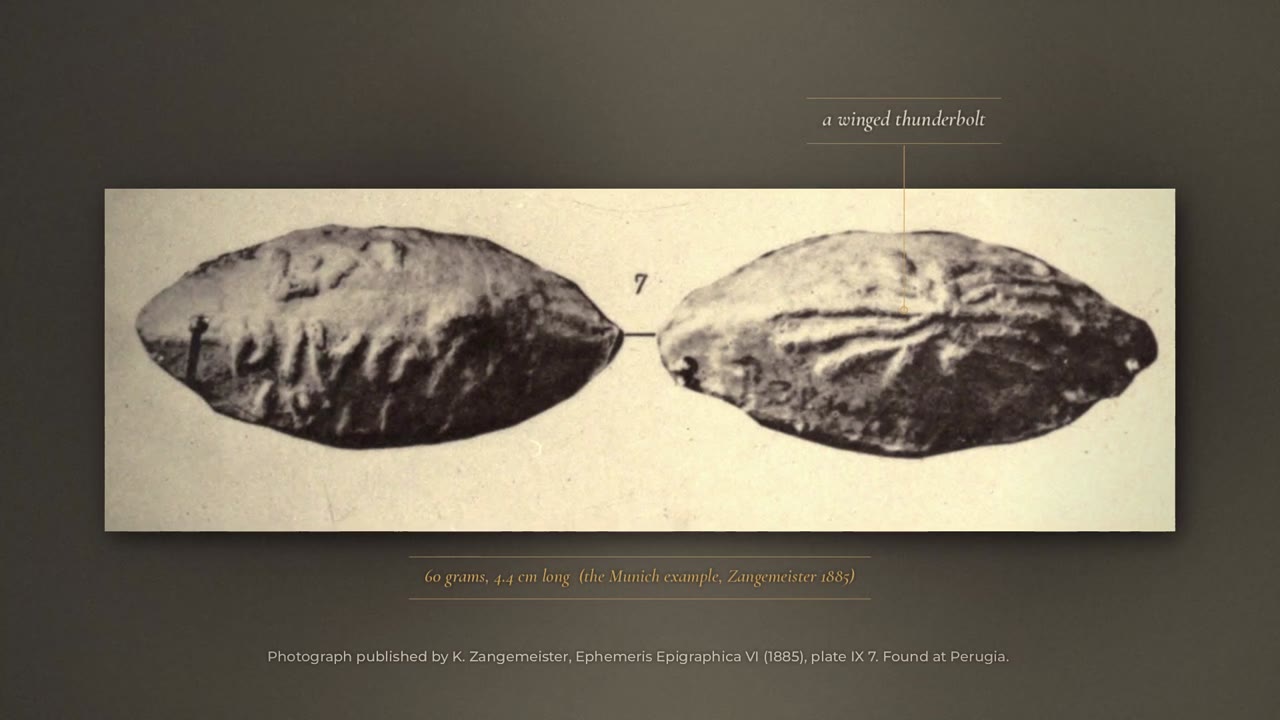 a winged thunderbolt
7
60 grams, 4.4 cm long (the Munich example, Zangemeister 1885)
Photograph published by K. Zangemeister, Ephemeris Epigraphica VI (1885), plate IX 7. Found at Perugia.